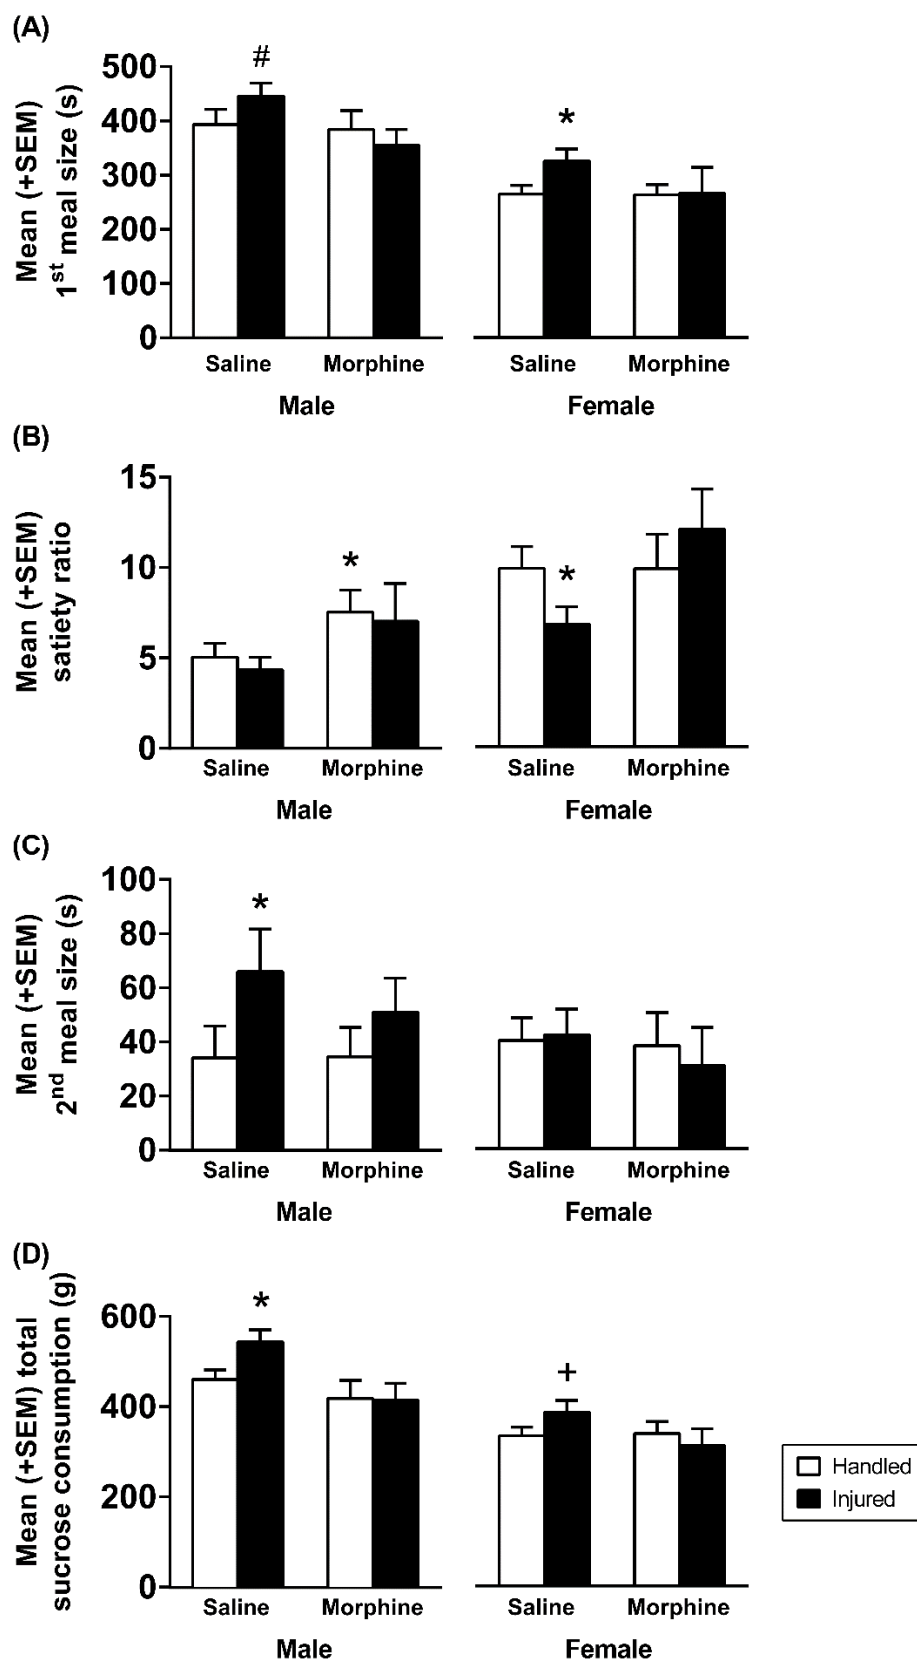 (A)
Mean (+SEM)
1st meal size (s)
500
400
300
200
100
0
#
*
Saline
Morphine
Saline
Morphine
Male
Female
(B)
Mean (+SEM)
satiety ratio
15
10
5
0
*
*
Saline
Morphine
Saline
Morphine
Male
Female
(C)
Mean (+SEM)
2nd meal size (s)
100
80
60
40
20
0
*
Saline
Morphine
Saline
Morphine
Male
Female
(D)
Mean (+SEM) total
sucrose consumption (g)
600
400
200
0
*
+
Saline
Morphine
Saline
Morphine
Male
Female
Handled
Injured